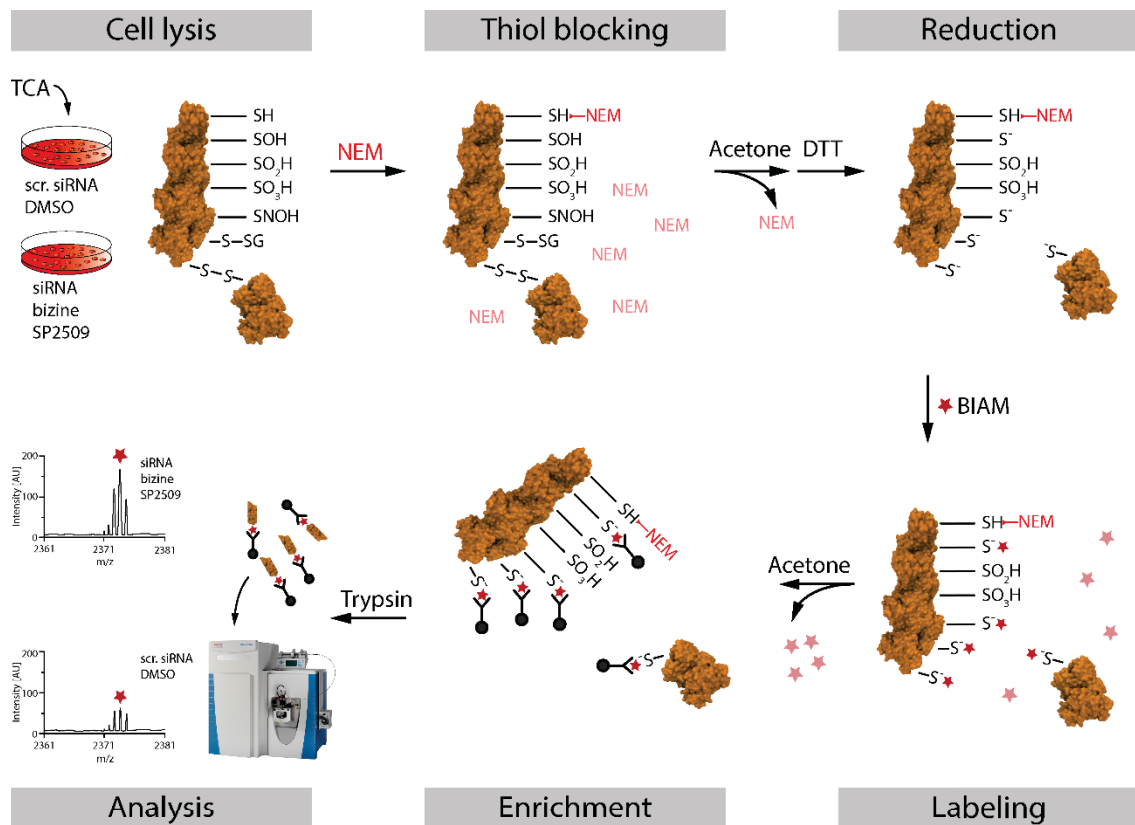 Cell lysis
Thiol blocking
Reduction
TCA
scr. siRNA
DMSO
siRNA
bizine
SP2509
SH
SOH
SO2H
SO3H
SNOH
S-SG
S-S
NEM
SH NEM
SOH
SO2H
SO3H
SNOH
S-SG
S-S
NEM
NEM
NEM
NEM
NEM
Acetone DTT
NEM
SH NEM
S-
SO2H
SO3H
S-
S-
S-
-S
BIAM
SH NEM
S-
SO2H
SO3H
S-
S-
S-
-S
Acetone
SH
NEM
S-
SO2H
SO3H
S-
S-
S-
-S
Trypsin
Intensity [AU]
200
100
0
2361
2371
2381
m/z
siRNA
bizine
SP2509
Intensity [AU]
200
100
0
2361
2371
2381
m/z
scr. siRNA
DMSO
Analysis
Enrichment
Labeling